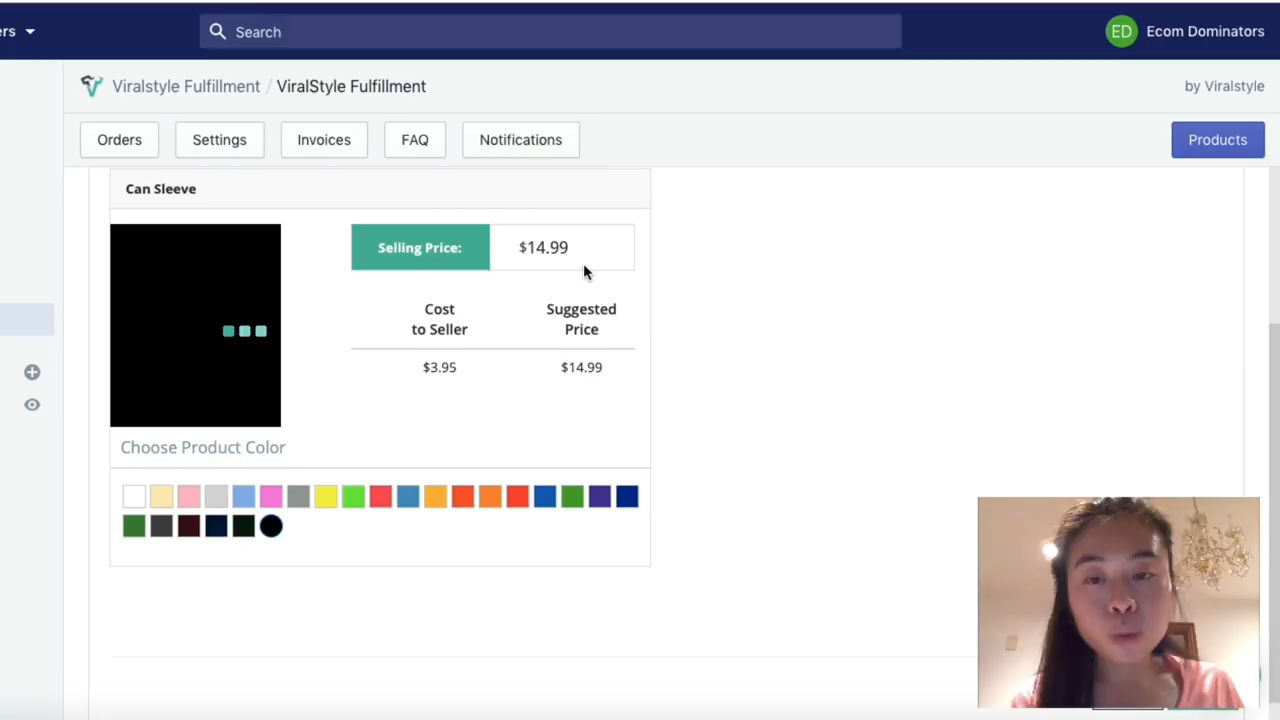 ers
Search
ED
Ecom Dominators
Viralstyle Fulfillment / ViralStyle Fulfillment
by Viralstyle
Orders
Settings
Invoices
FAQ
Notifications
Products
Can Sleeve
Selling Price:
$14.99
Cost
to Seller
Suggested
Price
$3.95
$14.99
Choose Product Color